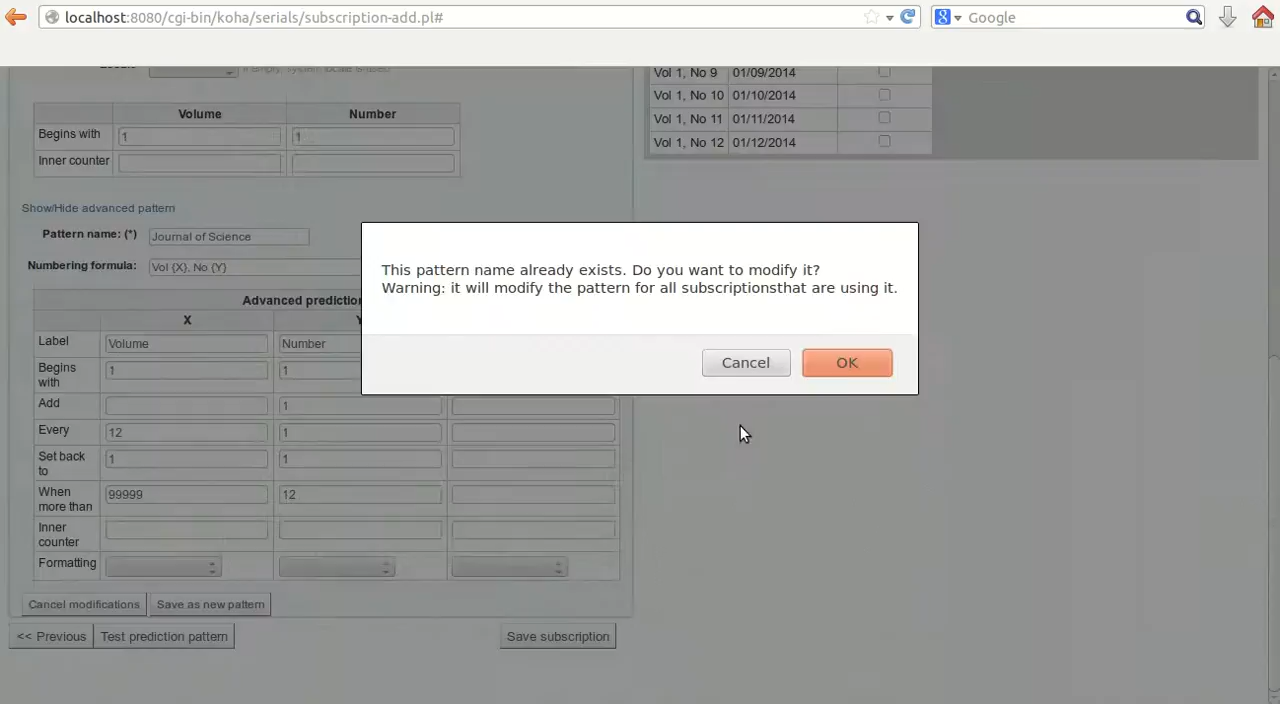 localhost:8080/cgi-bin/koha/serials/subscription-add.pl#
Google
Vol 1, No 9 01/09/2014
Vol 1, No 10 01/10/2014
Vol 1, No 11 01/11/2014
Vol 1, No 12 01/12/2014
Volume Number
Begins with 1 1
Inner counter
Show/Hide advanced pattern
Pattern name: (*) Journal of Science
Numbering formula: Vol {X}, No {Y}
Advanced
X Y
Label Volume Number
Begins with 1 1
Add 1
Every 12 1
Set back to 1 1
When more than 99999 12
Inner counter
Formatting
Cancel modifications Save as new pattern
<< Previous Test prediction pattern Save subscription
This pattern name already exists. Do you want to modify it?
Warning: it will modify the pattern for all subscriptionsthat are using it.
Cancel OK